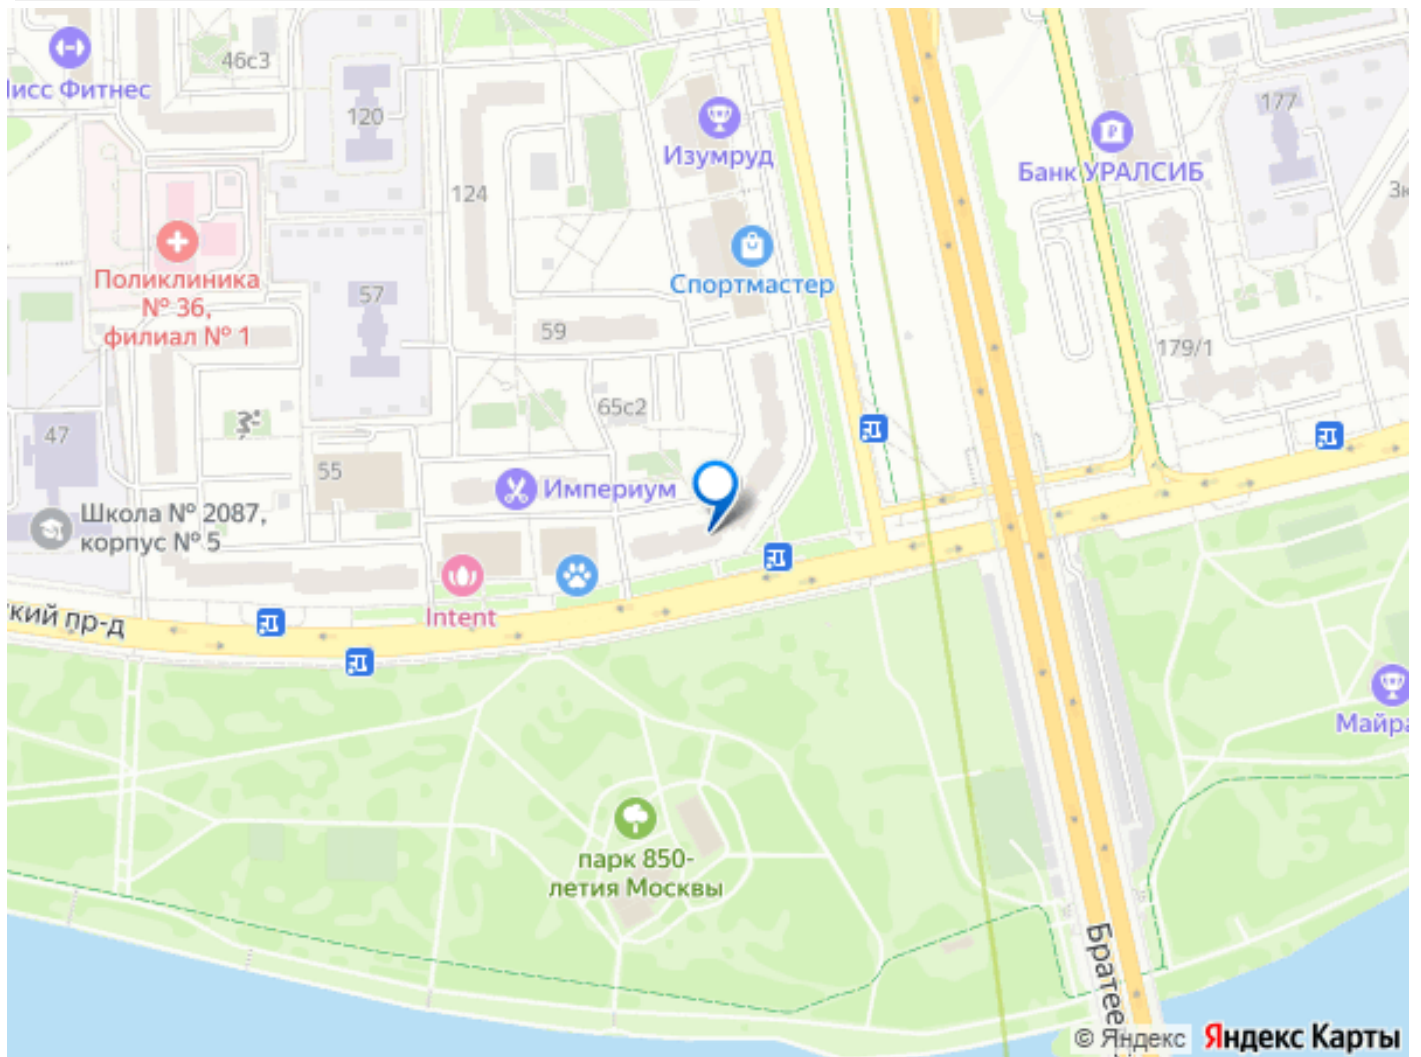 46с3
Мисс Фитнес
120
177
Изумруд
Банк УРАЛСИБ
124
Поликлиника
№ 36,
филиал № 1
57
Спортмастер
59
179/1
65с2
47
55
Империум
Школа № 2087,
корпус № 5
Intent
кий пр-д
Майра
парк 850-
летия Москвы
Братеев
© Яндекс Яндекс Карты